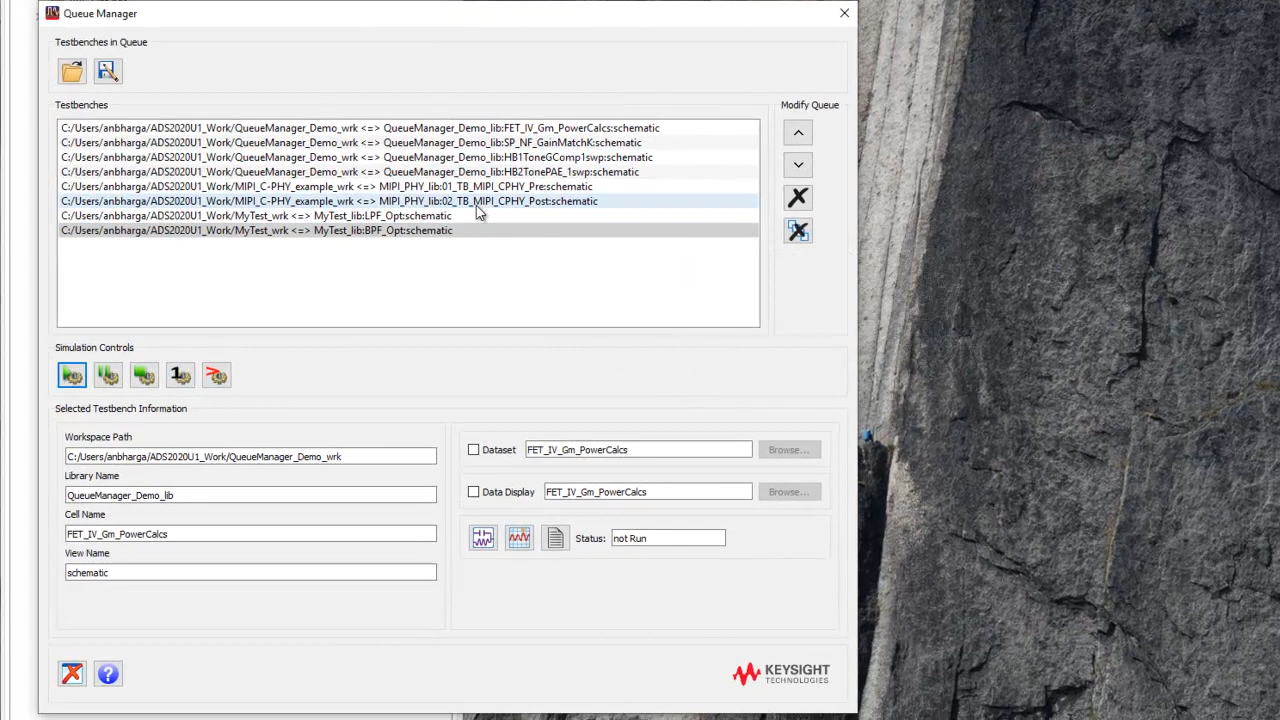 Queue Manager
Testbenches in Queue
Testbenches
Modify Queue
C:/Users/anbharga/ADS2020U1_Work/QueueManager_Demo_wrk <=> QueueManager_Demo_lib:FET_IV_Gm_PowerCalcs:schematic
C:/Users/anbharga/ADS2020U1_Work/QueueManager_Demo_wrk <=> QueueManager_Demo_lib:SP_NF_GainMatchK:schematic
C:/Users/anbharga/ADS2020U1_Work/QueueManager_Demo_wrk <=> QueueManager_Demo_lib:HB1ToneGComp1swp:schematic
C:/Users/anbharga/ADS2020U1_Work/QueueManager_Demo_wrk <=> QueueManager_Demo_lib:HB2TonePAE_1swp:schematic
C:/Users/anbharga/ADS2020U1_Work/MIPI_C-PHY_example_wrk <=> MIPI_PHY_lib:01_TB_MIPI_CPHY_Pre:schematic
C:/Users/anbharga/ADS2020U1_Work/MIPI_C-PHY_example_wrk <=> MIPI_PHY_lib:02_TB_MIPI_CPHY_Post:schematic
C:/Users/anbharga/ADS2020U1_Work/MyTest_wrk <=> MyTest_lib:LPF_Opt:schematic
C:/Users/anbharga/ADS2020U1_Work/MyTest_wrk <=> MyTest_lib:BPF_Opt:schematic
Simulation Controls
1
Selected Testbench Information
Workspace Path
C:/Users/anbharga/ADS2020U1_Work/QueueManager_Demo_wrk
Library Name
QueueManager_Demo_lib
Cell Name
FET_IV_Gm_PowerCalcs
View Name
schematic
Dataset FET_IV_Gm_PowerCalcs Browse...
Data Display FET_IV_Gm_PowerCalcs Browse...
Status: not Run
?
KEYSIGHT
TECHNOLOGIES